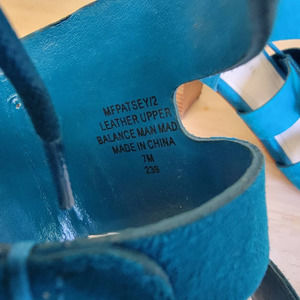 MFPATSEY/2
LEATHER UPPER
BALANCE MAN MAD
MADE IN CHINA
7M
239